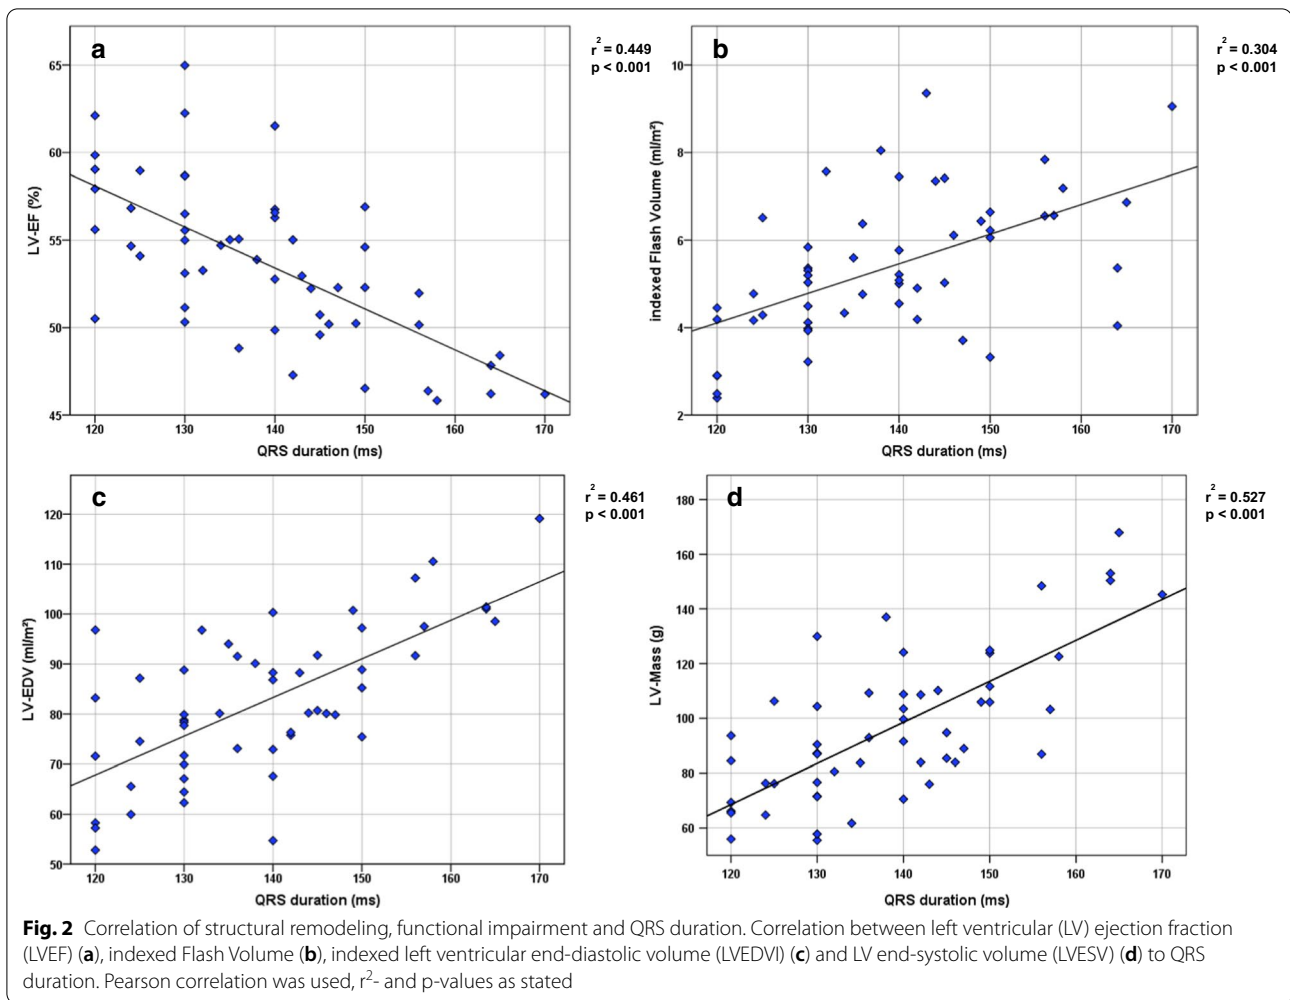 a
r² = 0.449
p < 0.001
65
60
55
50
45
LV-EF (%)
120 130 140 150 160 170
QRS duration (ms)
b
r² = 0.304
p < 0.001
10
8
6
4
2
indexed Flash Volume (ml/m²)
120 130 140 150 160 170
QRS duration (ms)
c
r² = 0.461
p < 0.001
120
110
100
90
80
70
60
50
LV-EDV (ml/m²)
120 130 140 150 160 170
QRS duration (ms)
d
r² = 0.527
p < 0.001
180
160
140
120
100
80
60
LV-Mass (g)
120 130 140 150 160 170
QRS duration (ms)
Fig. 2 Correlation of structural remodeling, functional impairment and QRS duration. Correlation between left ventricular (LV) ejection fraction
(LVEF) (a), indexed Flash Volume (b), indexed left ventricular end-diastolic volume (LVEDVI) (c) and LV end-systolic volume (LVESV) (d) to QRS
duration. Pearson correlation was used, r²- and p-values as stated